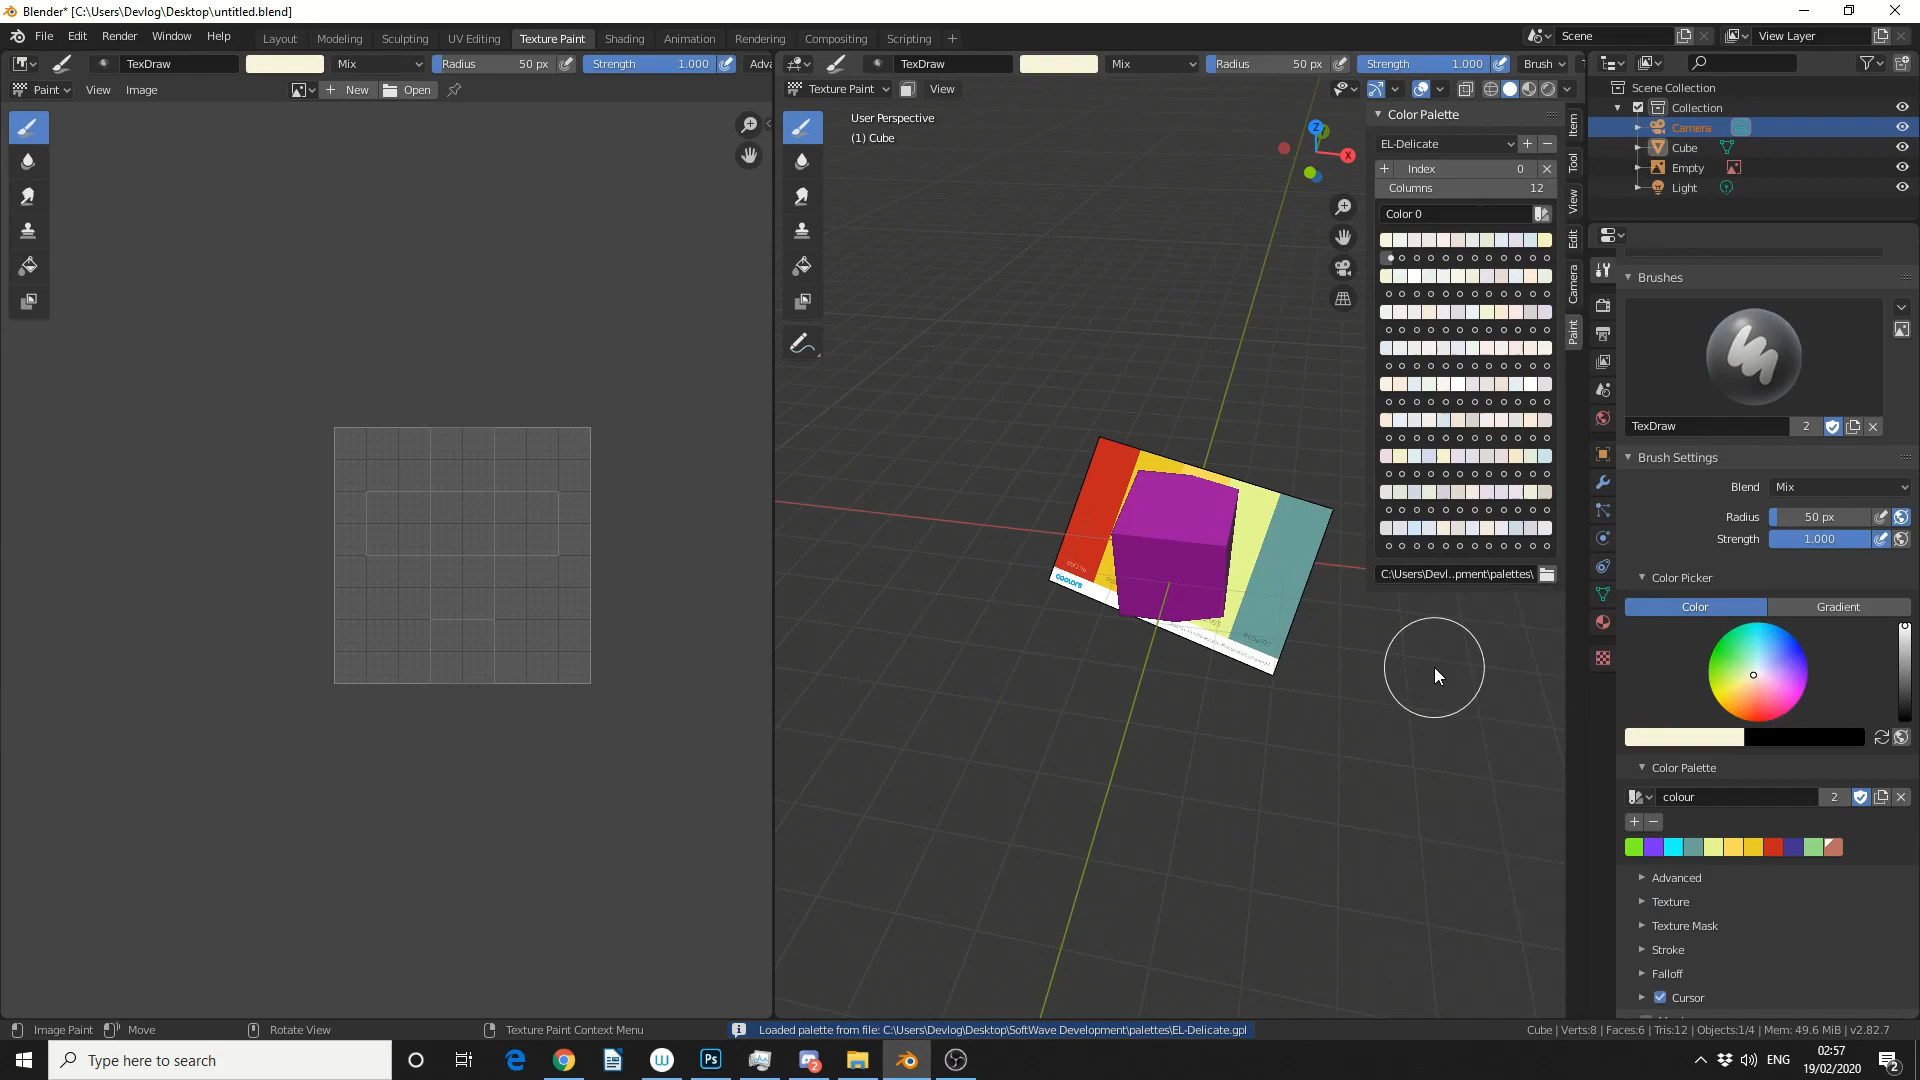 Blender* [C:\Users\Devlog\Desktop\untitled.blend]
File Edit Render Window Help Layout Modeling Sculpting UV Editing Texture Paint Shading Animation Rendering Compositing Scripting + Scene View Layer
TexDraw Mix Radius 50 px Strength 1.000 Adva
Paint View Image + New Open
TexDraw Mix Radius 50 px Strength 1.000 Brush
Texture Paint View
User Perspective
(1) Cube
Z
X
Color Palette
EL-Delicate
Index 0
Columns 12
Color 0
C:\Users\Devl..pment\palettes\
Item
Tool
View
Edit
Camera
Paint
coolors
Scene Collection
Collection
Camera
Cube
Empty
Light
Brushes
TexDraw 2
Brush Settings
Blend Mix
Radius 50 px
Strength 1.000
Color Picker
Color Gradient
Color Palette
colour 2
Advanced
Texture
Texture Mask
Stroke
Falloff
Cursor
Image Paint Move Rotate View Texture Paint Context Menu Loaded palette from file: C:\Users\Devlog\Desktop\SoftWave Development\palettes\EL-Delicate.gpl Cube | Verts:8 | Faces:6 | Tris:12 | Objects:1/4 | Mem: 49.6 MiB | v2.82.7
Type here to search
ENG
02:57
19/02/2020
2
2